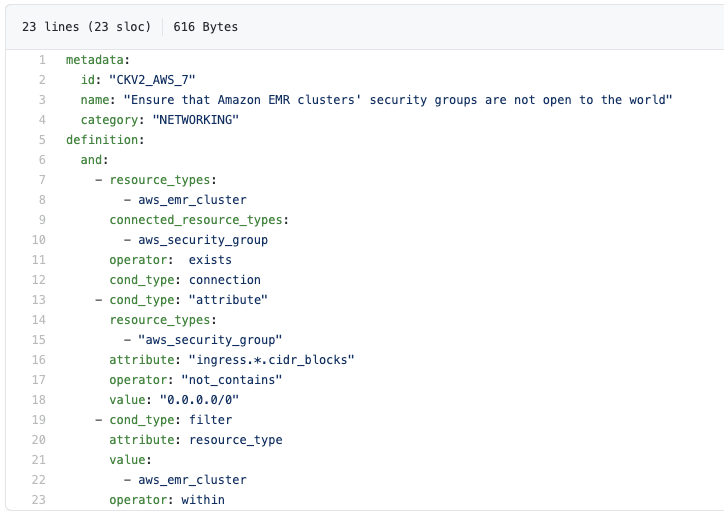 23 lines (23 sloc) 616 Bytes
1 metadata:
2   id: "CKV2_AWS_7"
3   name: "Ensure that Amazon EMR clusters' security groups are not open to the world"
4   category: "NETWORKING"
5 definition:
6   and:
7     - resource_types:
8         - aws_emr_cluster
9       connected_resource_types:
10         - aws_security_group
11       operator:  exists
12       cond_type: connection
13     - cond_type: "attribute"
14       resource_types:
15         - "aws_security_group"
16       attribute: "ingress.*.cidr_blocks"
17       operator: "not_contains"
18       value: "0.0.0.0/0"
19     - cond_type: filter
20       attribute: resource_type
21       value:
22         - aws_emr_cluster
23       operator: within